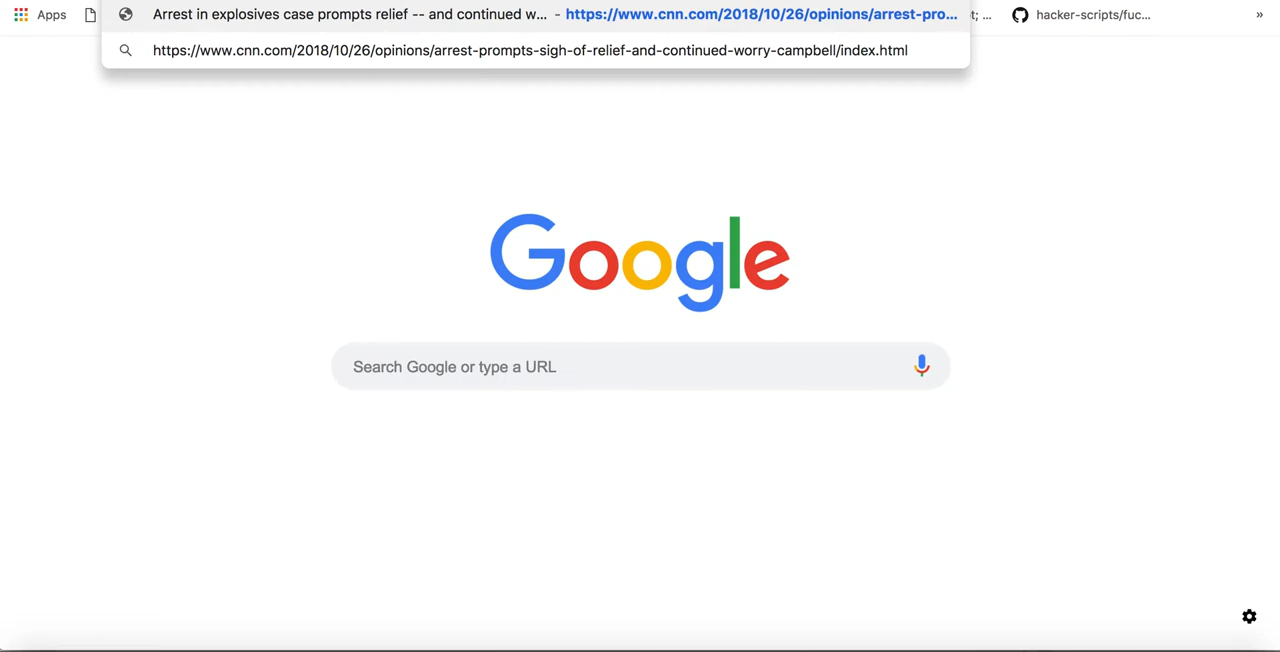 Apps
Arrest in explosives case prompts relief -- and continued w... - https://www.cnn.com/2018/10/26/opinions/arrest-pro...
t; ...
hacker-scripts/fuc...
»
https://www.cnn.com/2018/10/26/opinions/arrest-prompts-sigh-of-relief-and-continued-worry-campbell/index.html
Google
Search Google or type a URL